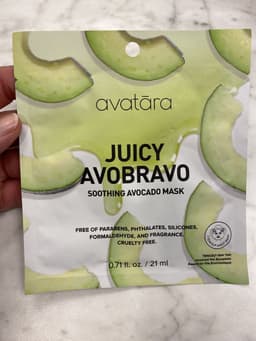 avatāra
JUICY
AVOBRAVO
SOOTHING AVOCADO MASK
FREE OF PARABENS, PHTHALATES, SILICONES,
FORMALDEHYDE, AND FRAGRANCE.
CRUELTY FREE.
0.71 fl. oz. / 21 ml